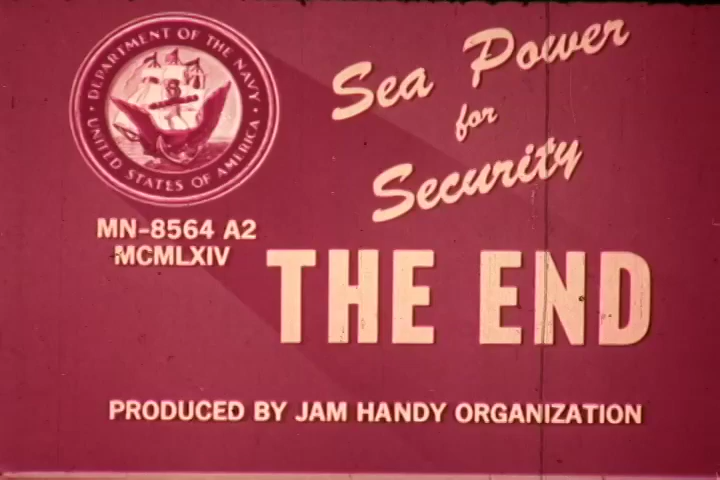 DEPARTMENT OF THE NAVY
UNITED STATES OF AMERICA
MN-8564 A2
MCMLXIV
Sea Power
for
Security
THE END
PRODUCED BY JAM HANDY ORGANIZATION